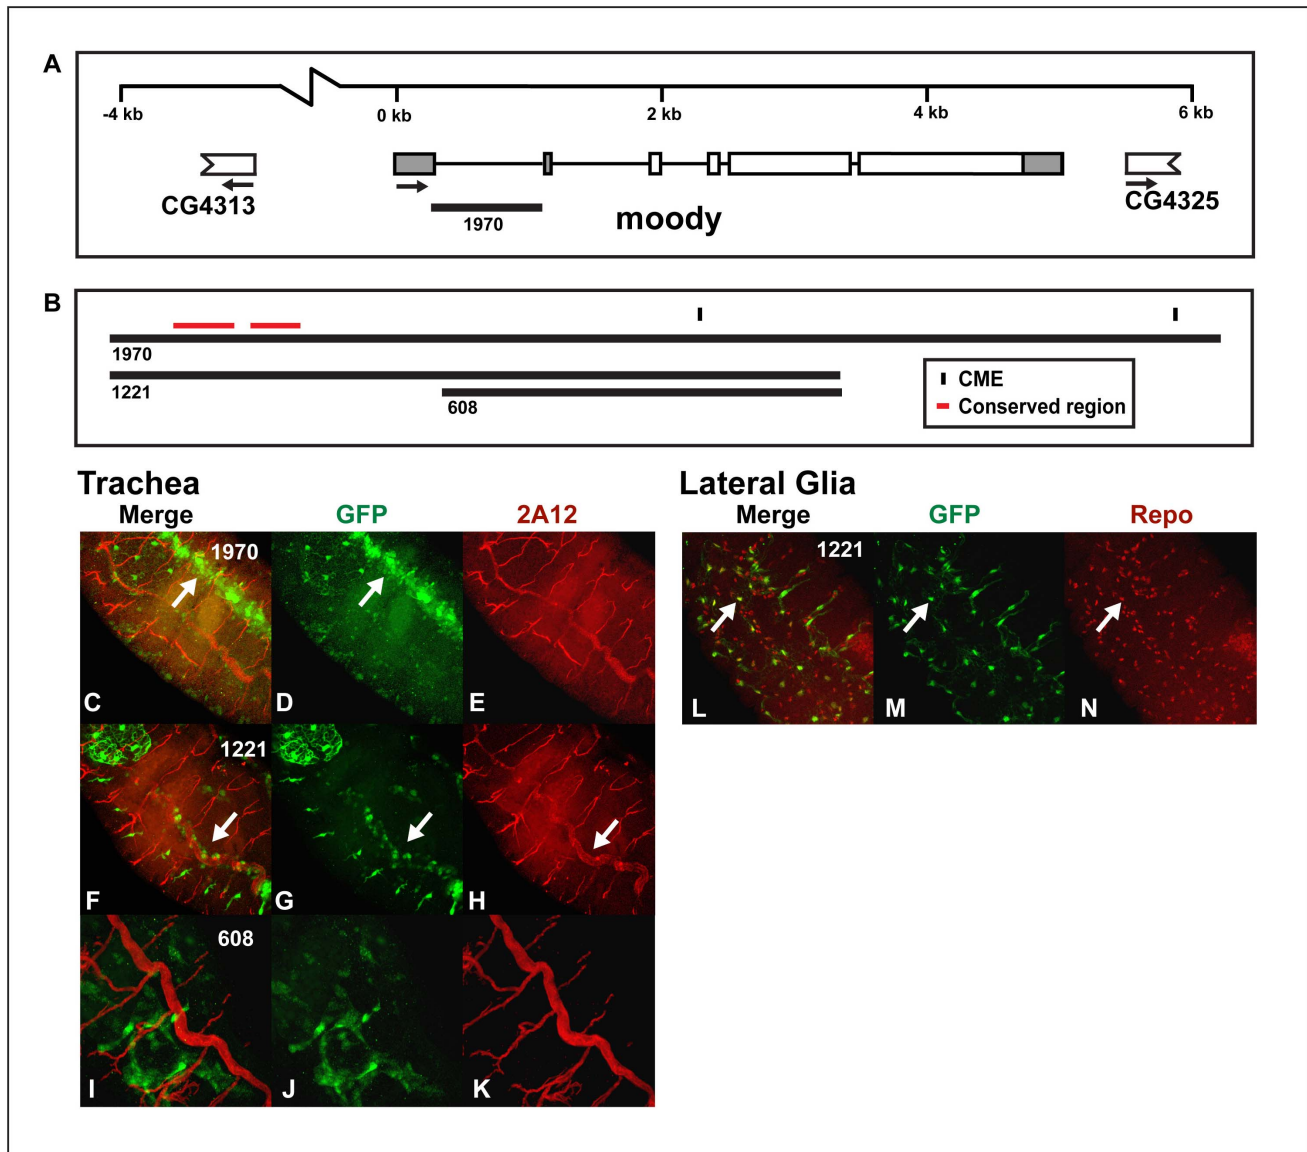 A
-4 kb
0 kb
2 kb
4 kb
6 kb
CG4313
1970
moody
CG4325
B
1970
1221
608
CME
Conserved region
Trachea
Merge
GFP
2A12
1970
C
D
E
1221
F
G
H
608
I
J
K
Lateral Glia
Merge
GFP
Repo
1221
L
M
N